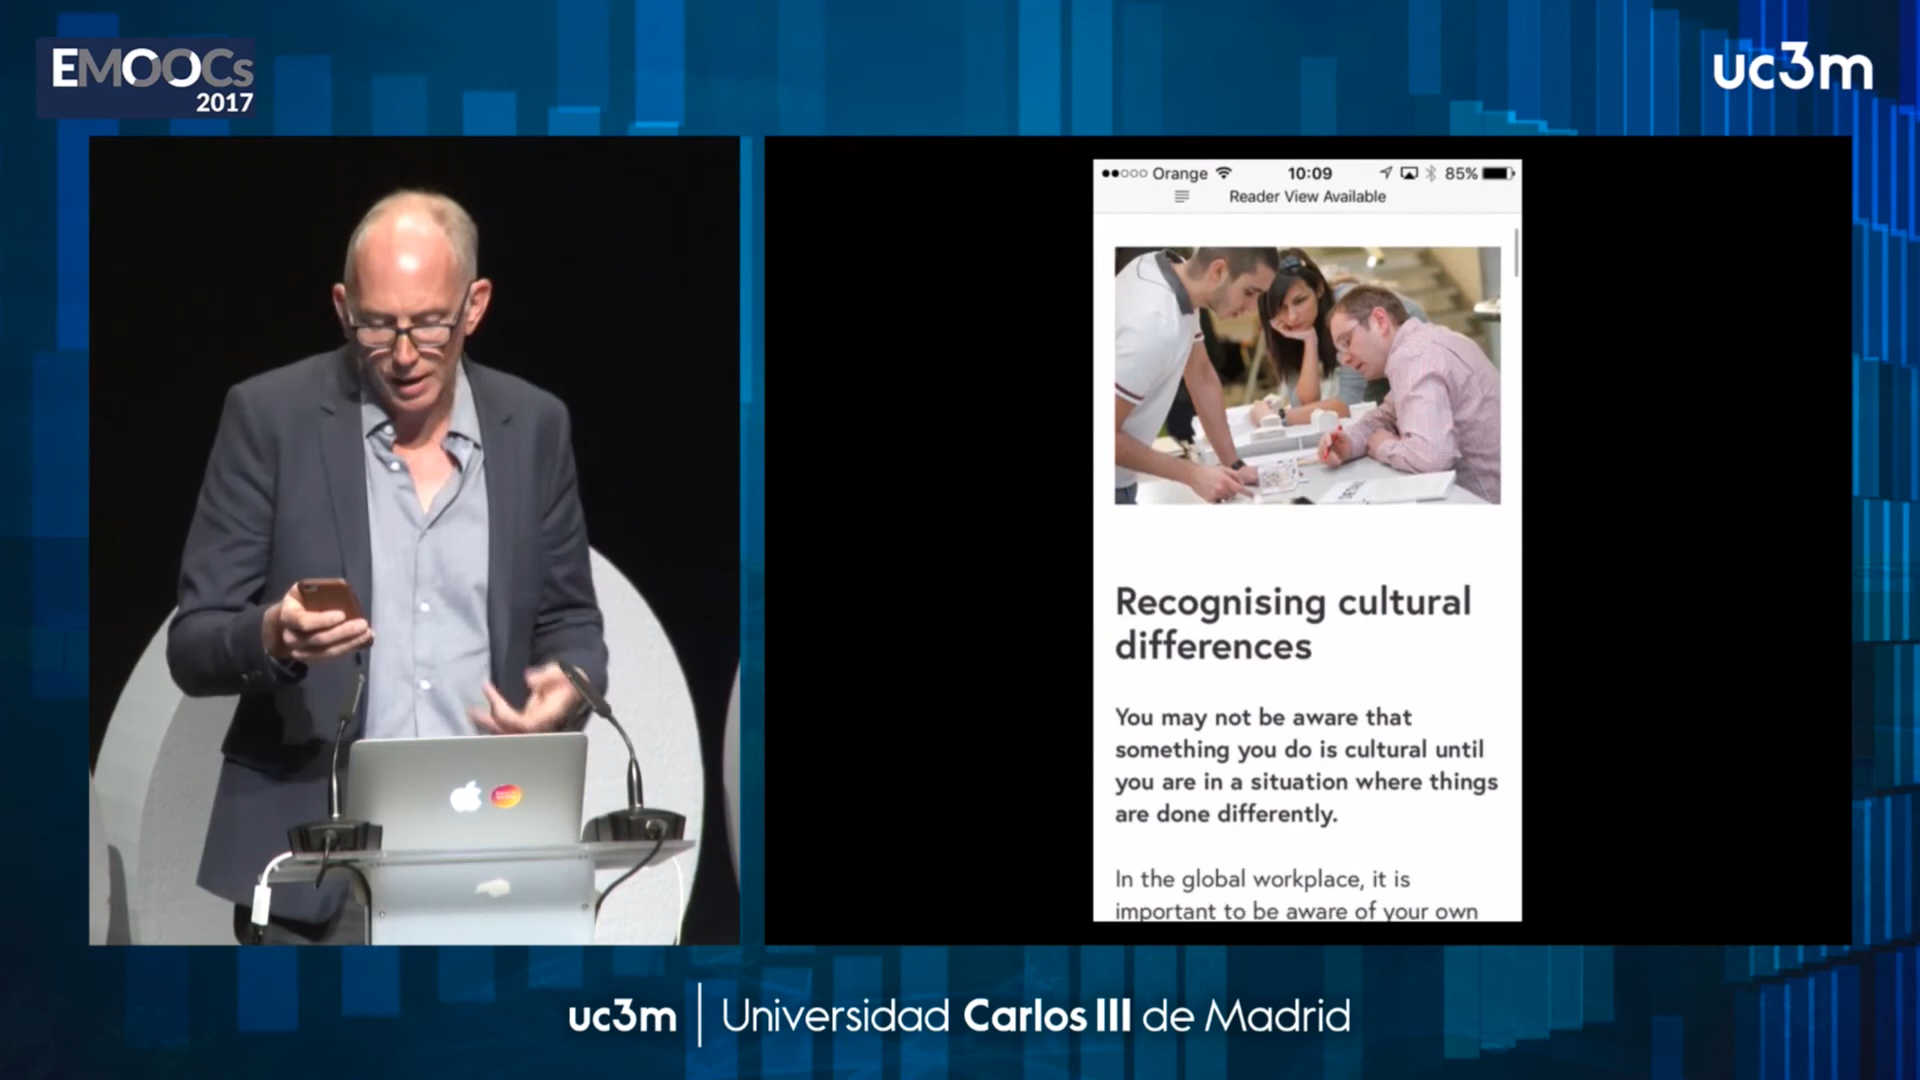 EMOOCs
2017
uc3m
Orange 10:09 85%
Reader View Available
Recognising cultural
differences
You may not be aware that
something you do is cultural until
you are in a situation where things
are done differently.
In the global workplace, it is
important to be aware of your own
uc3m | Universidad Carlos III de Madrid